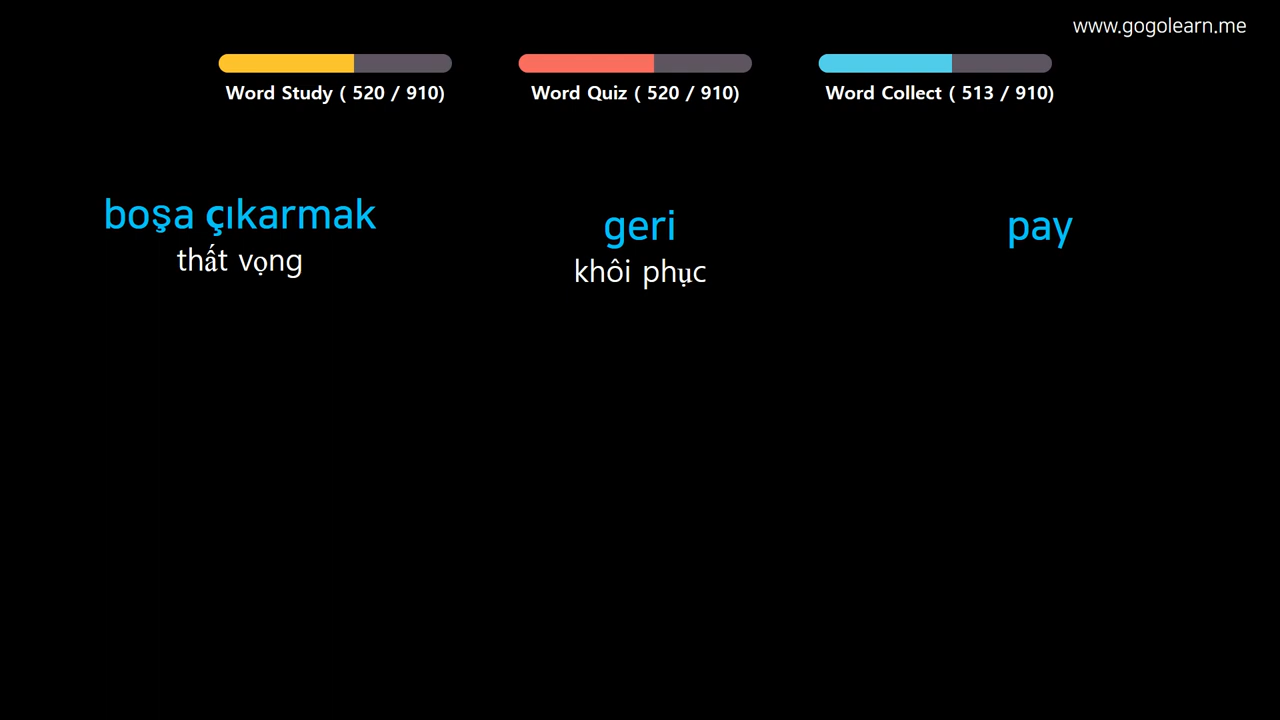 www.gogolearn.me
Word Study ( 520 / 910)
Word Quiz ( 520 / 910)
Word Collect ( 513 / 910)
boşa çıkarmak
thất vọng
geri
khôi phục
pay